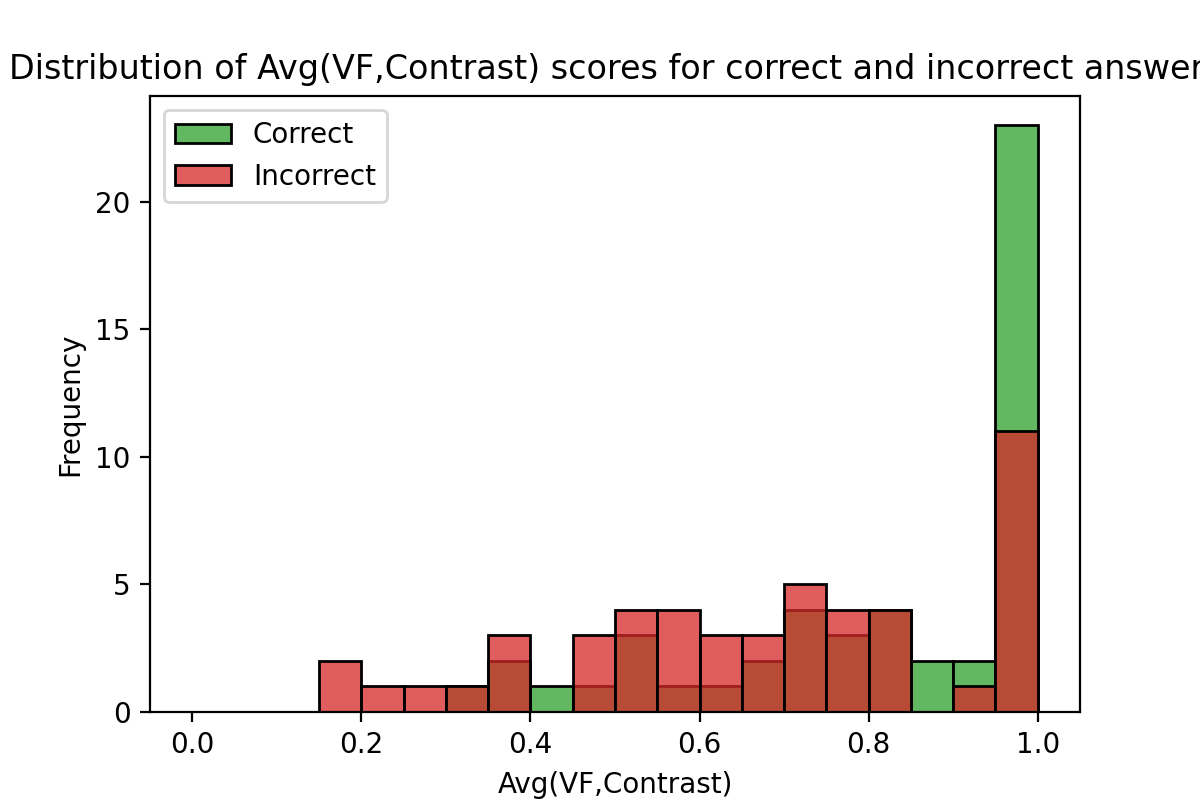 Distribution of Avg(VF,Contrast) scores for correct and incorrect answer
Correct
Incorrect
Frequency
20
15
10
5
0
0.0 0.2 0.4 0.6 0.8 1.0
Avg(VF,Contrast)